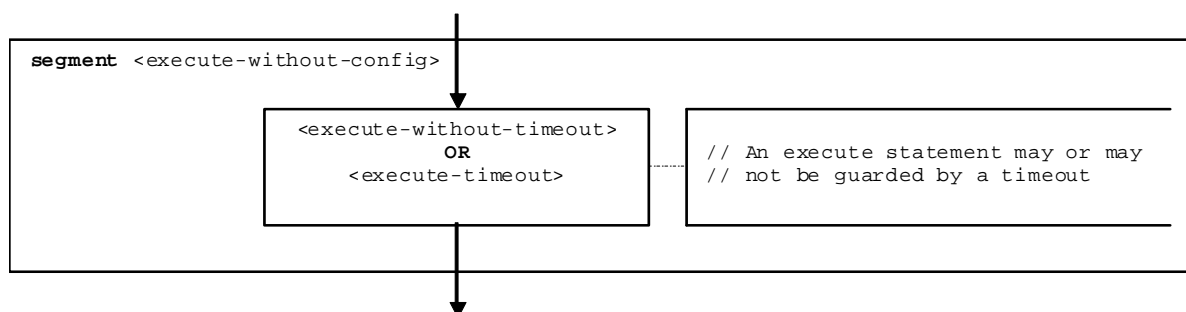 segment <execute-without-config>
<execute-without-timeout>
OR
<execute-timeout>
// An execute statement may or may
// not be guarded by a timeout